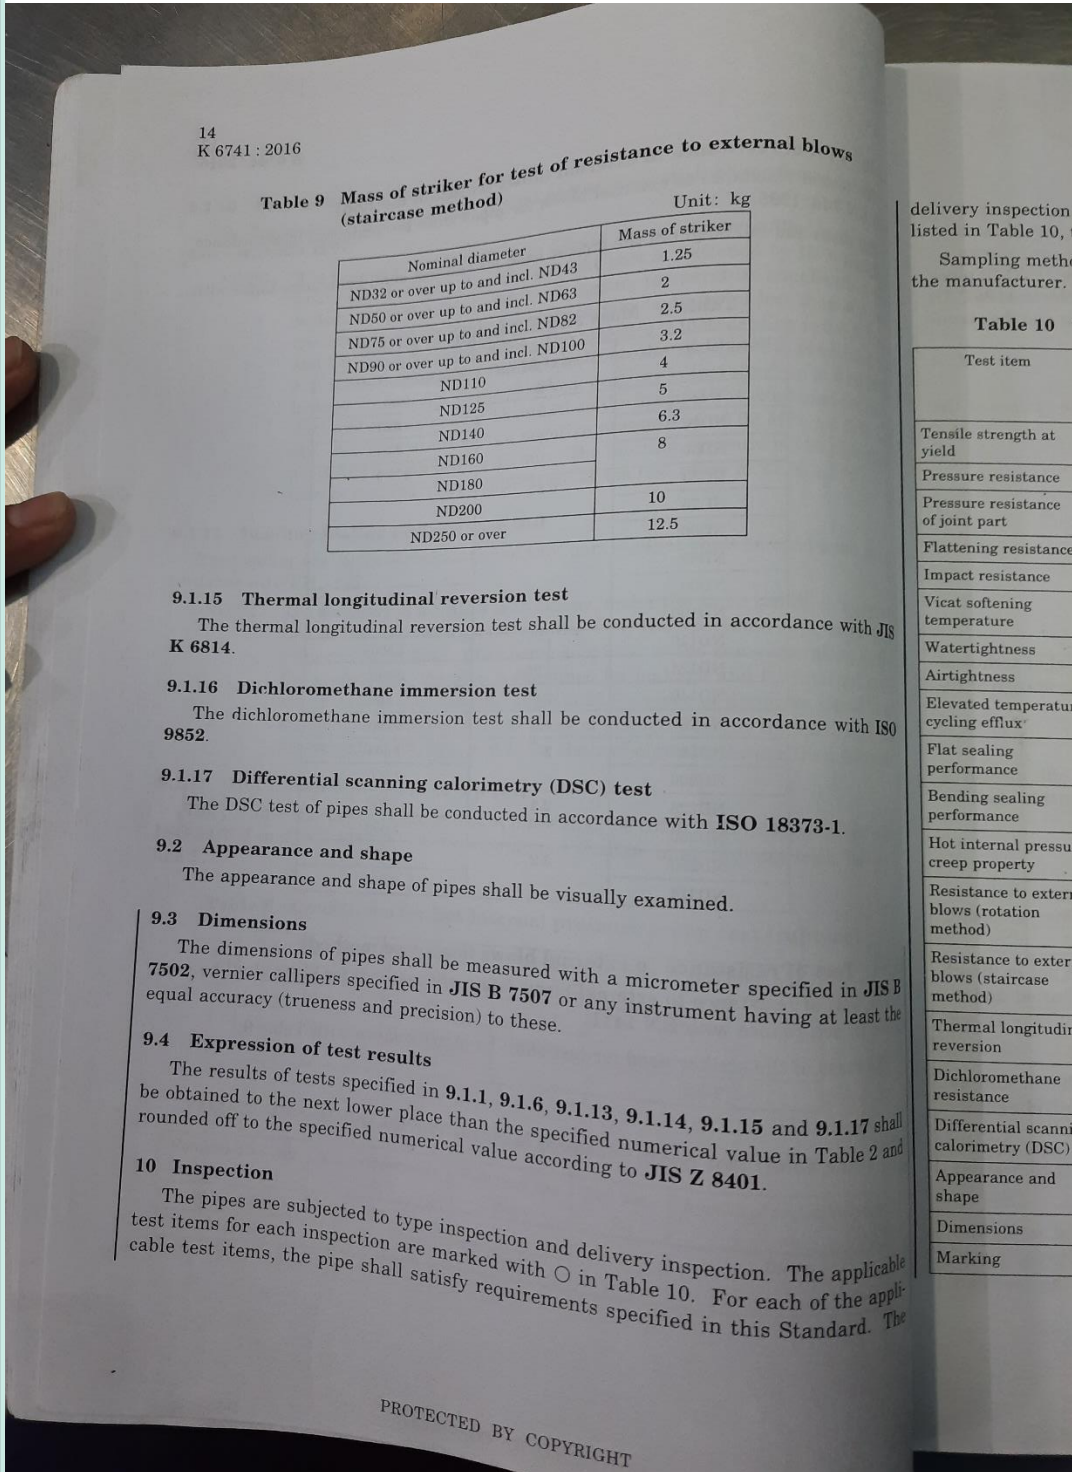 14
K 6741 : 2016
Table 9 Mass of striker for test of resistance to external blows
(staircase method)
Unit: kg
Nominal diameter Mass of striker
ND32 or over up to and incl. ND43 1.25
ND50 or over up to and incl. ND63 2
ND75 or over up to and incl. ND82 2.5
ND90 or over up to and incl. ND100 3.2
ND110 4
ND125 5
ND140 6.3
ND160 8
ND180
ND200 10
ND250 or over 12.5
9.1.15 Thermal longitudinal reversion test
The thermal longitudinal reversion test shall be conducted in accordance with JIS
K 6814.
9.1.16 Dichloromethane immersion test
The dichloromethane immersion test shall be conducted in accordance with ISO
9852.
9.1.17 Differential scanning calorimetry (DSC) test
The DSC test of pipes shall be conducted in accordance with ISO 18373-1.
9.2 Appearance and shape
The appearance and shape of pipes shall be visually examined.
9.3 Dimensions
The dimensions of pipes shall be measured with a micrometer specified in JIS B
7502, vernier callipers specified in JIS B 7507 or any instrument having at least the
equal accuracy (trueness and precision) to these.
9.4 Expression of test results
The results of tests specified in 9.1.1, 9.1.6, 9.1.13, 9.1.14, 9.1.15 and 9.1.17 shall
be obtained to the next lower place than the specified numerical value in Table 2 and
rounded off to the specified numerical value according to JIS Z 8401.
10 Inspection
The pipes are subjected to type inspection and delivery inspection. The applicable
test items for each inspection are marked with ○ in Table 10. For each of the appli-
cable test items, the pipe shall satisfy requirements specified in this Standard. The
PROTECTED BY COPYRIGHT
delivery inspection
listed in Table 10,
Sampling
the manufacturer.
Table 10
Test item
Tensile strength at
yield
Pressure resistance
Pressure resistance
of joint part
Flattening resistance
Impact resistance
Vicat softening
temperature
Watertightness
Airtightness
Elevated
cycling efflux
Flat sealing
performance
Bending sealing
performance
Hot internal
creep property
Resistance to
blows (rotation
method)
Resistance to
blows (staircase
method)
Thermal
reversion
Dichloromethane
resistance
Differential
calorimetry (DSC)
Appearance and
shape
Dimensions
Marking